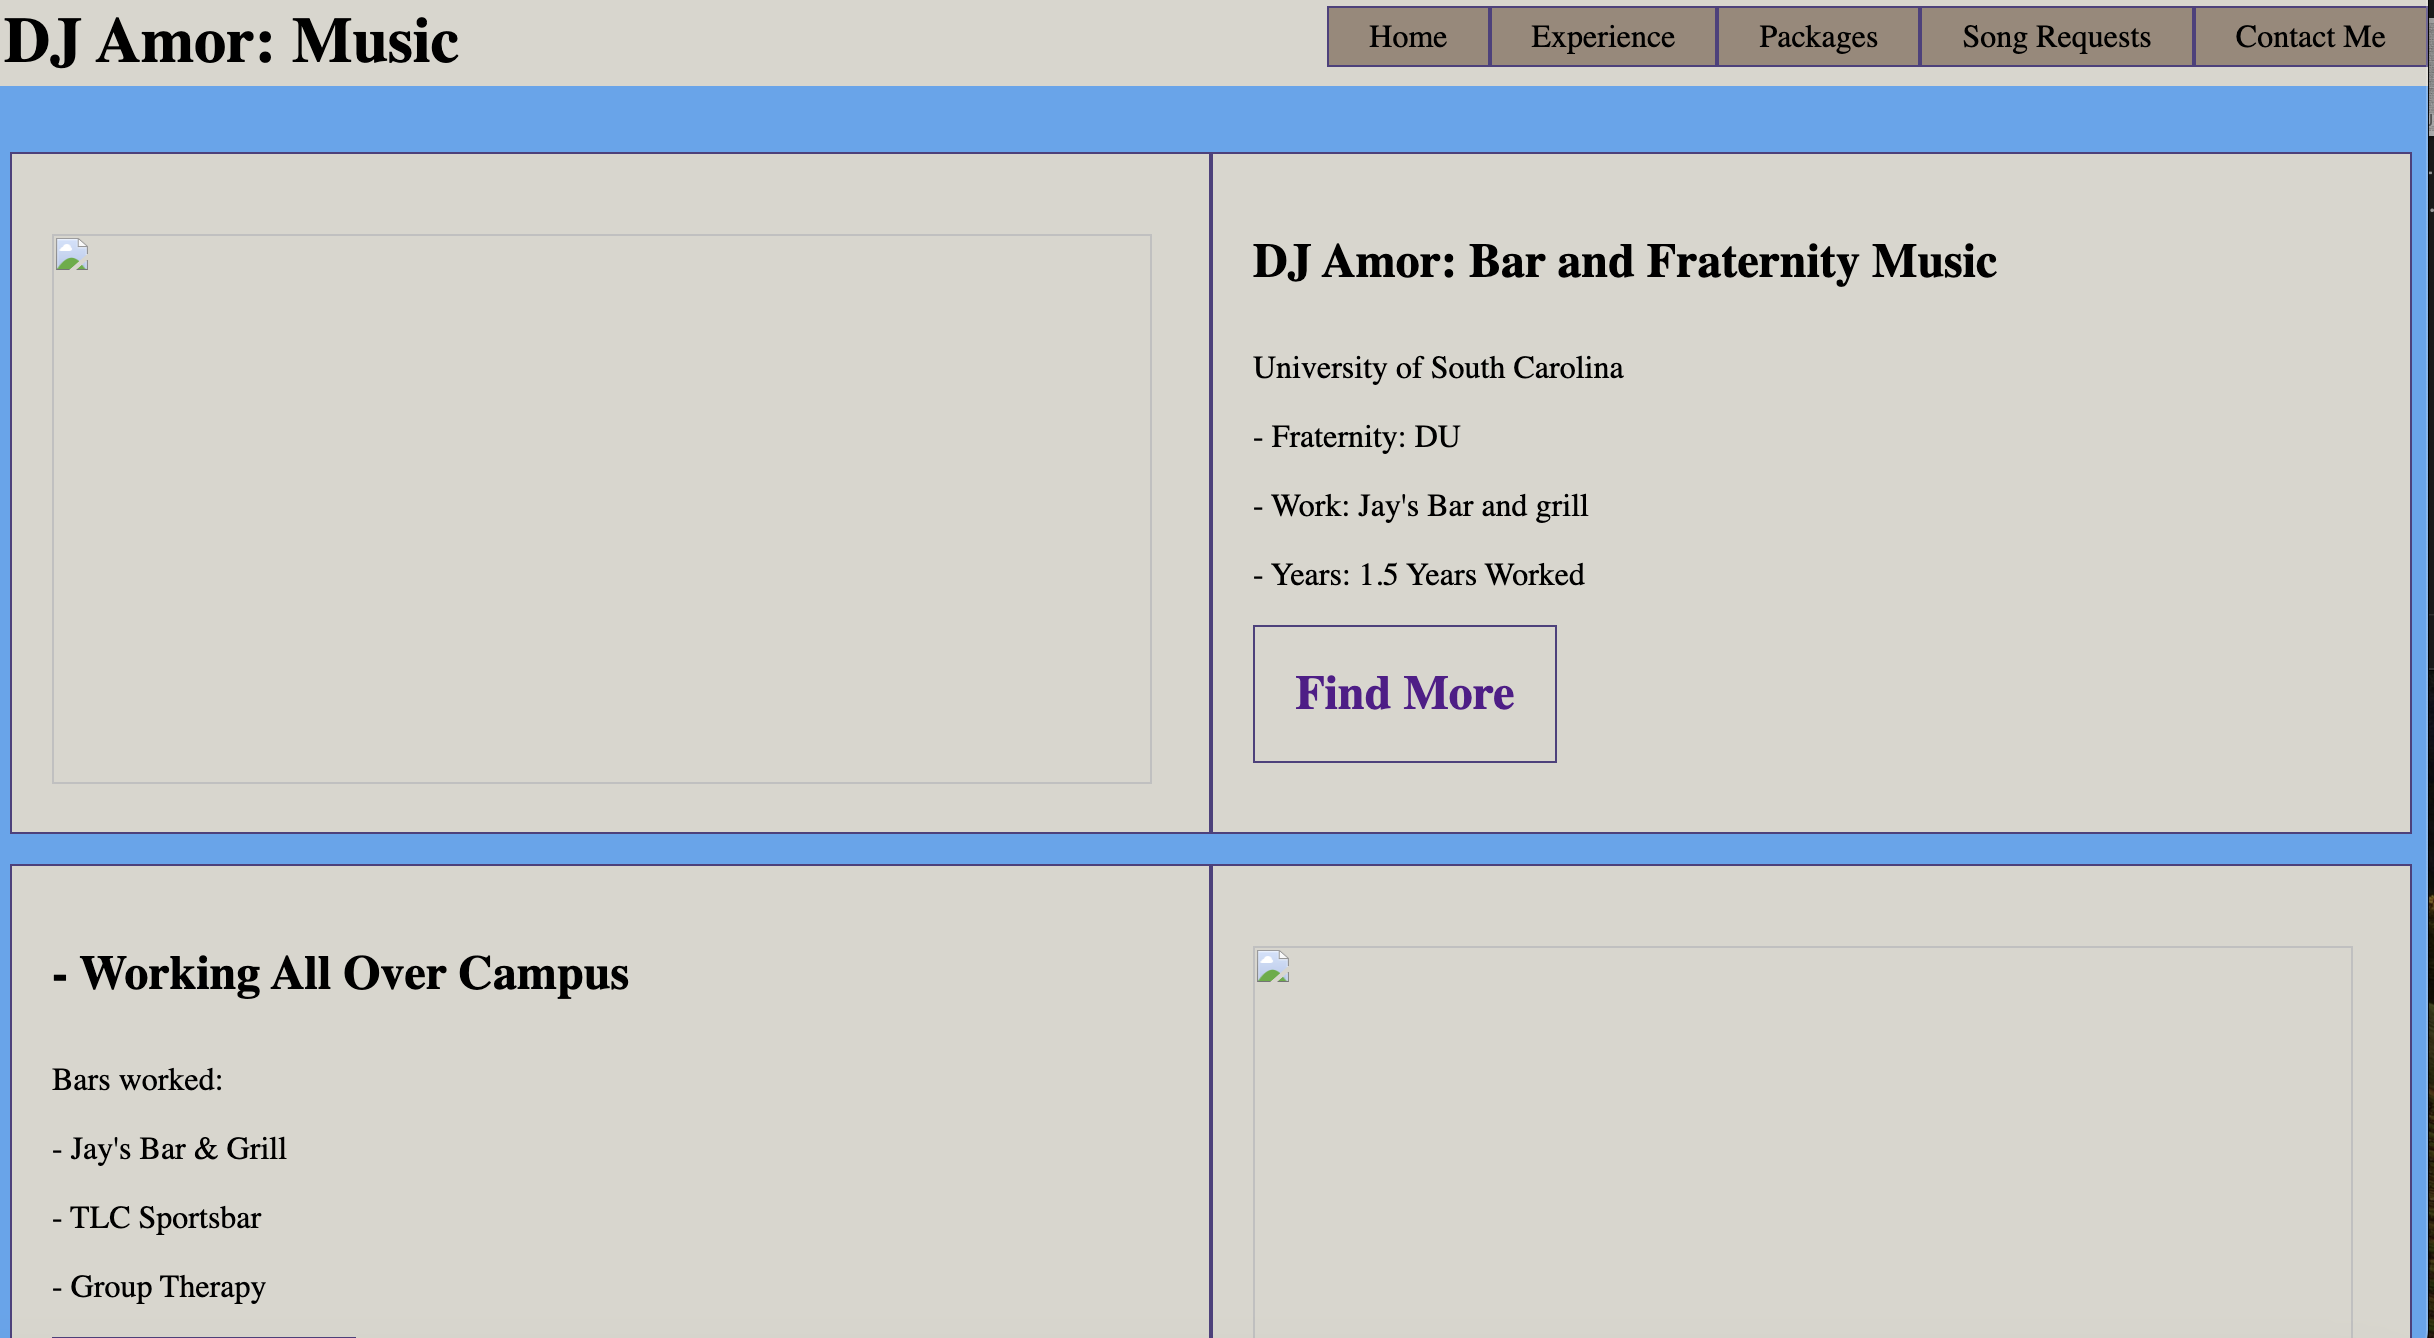 DJ Amor: Music
Home Experience Packages Song Requests Contact Me
DJ Amor: Bar and Fraternity Music
University of South Carolina
- Fraternity: DU
- Work: Jay's Bar and grill
- Years: 1.5 Years Worked
Find More
- Working All Over Campus
Bars worked:
- Jay's Bar & Grill
- TLC Sportsbar
- Group Therapy